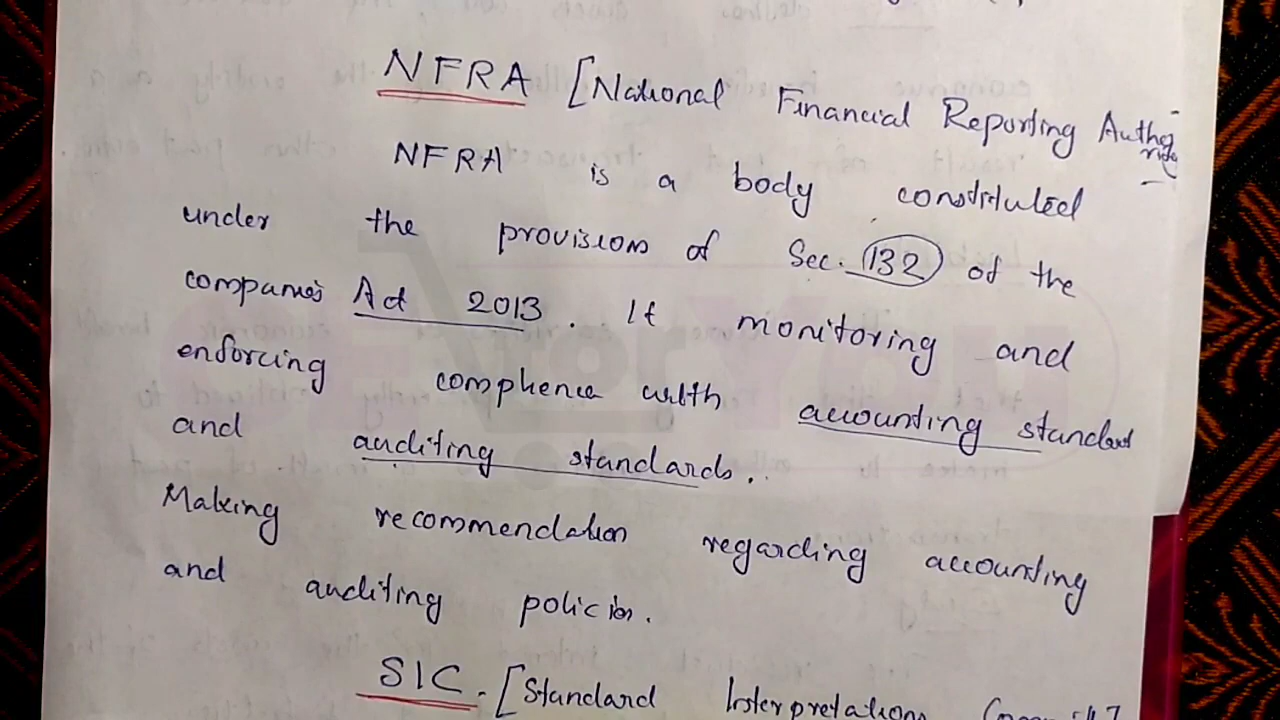 NFRA [National Financial Reporting Authority
NFRA is a body constituted
under the provisions of Sec. 132 of the
companies Act 2013. It monitoring and
enforcing complience with accounting standard
and auditing standards.
Making recommendation regarding accounting
and auditing policies.
SIC. [Standard Interpretations